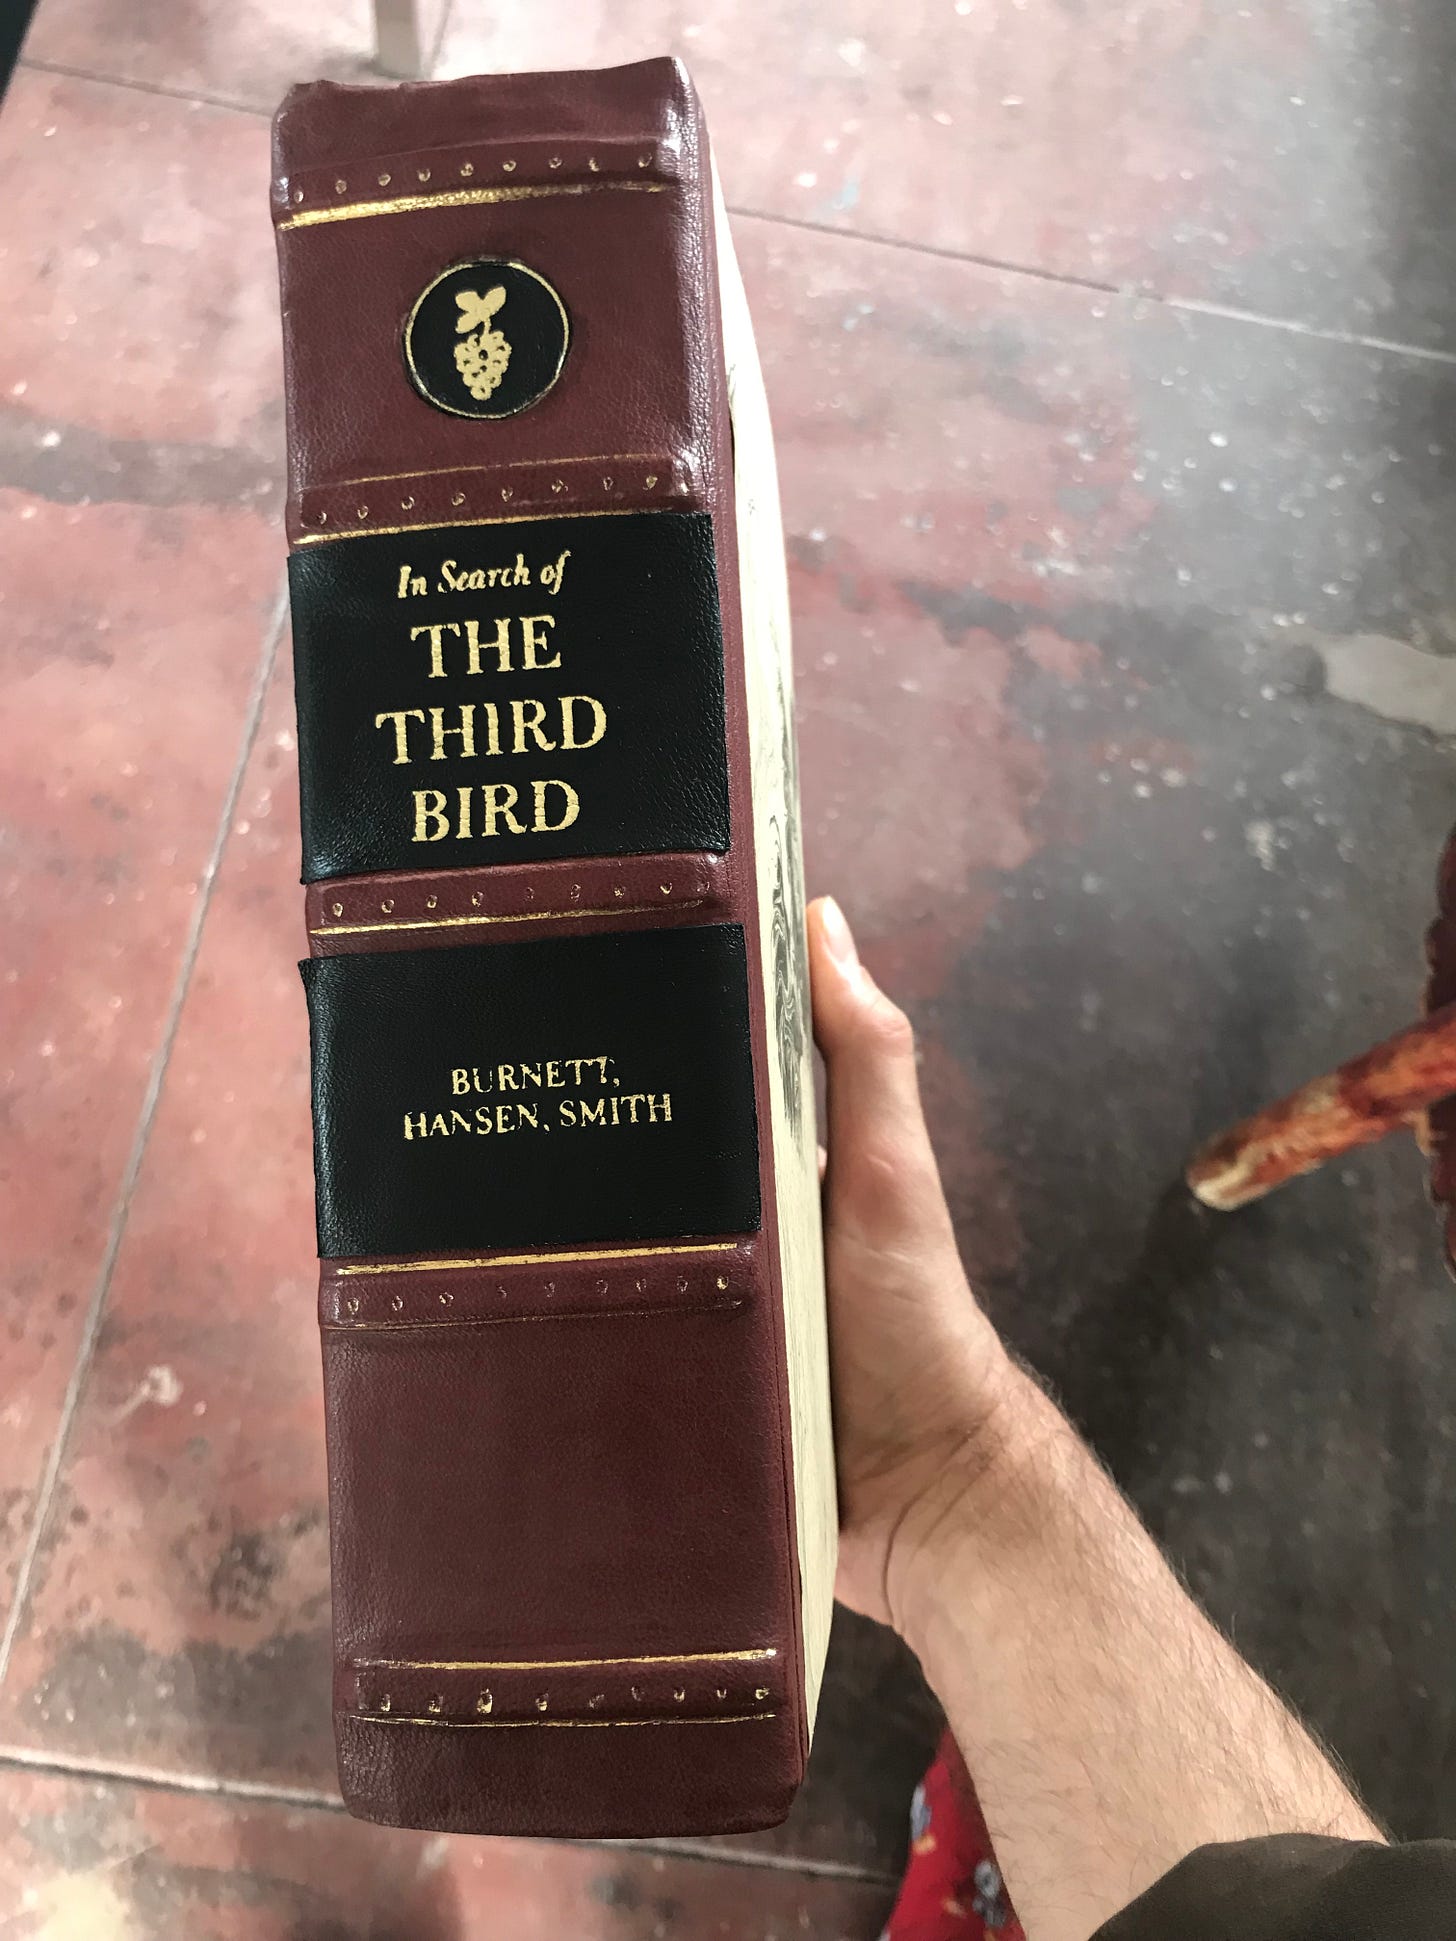 In Search of
THE
THIRD
BIRD
BURNETT,
HANSEN, SMITH